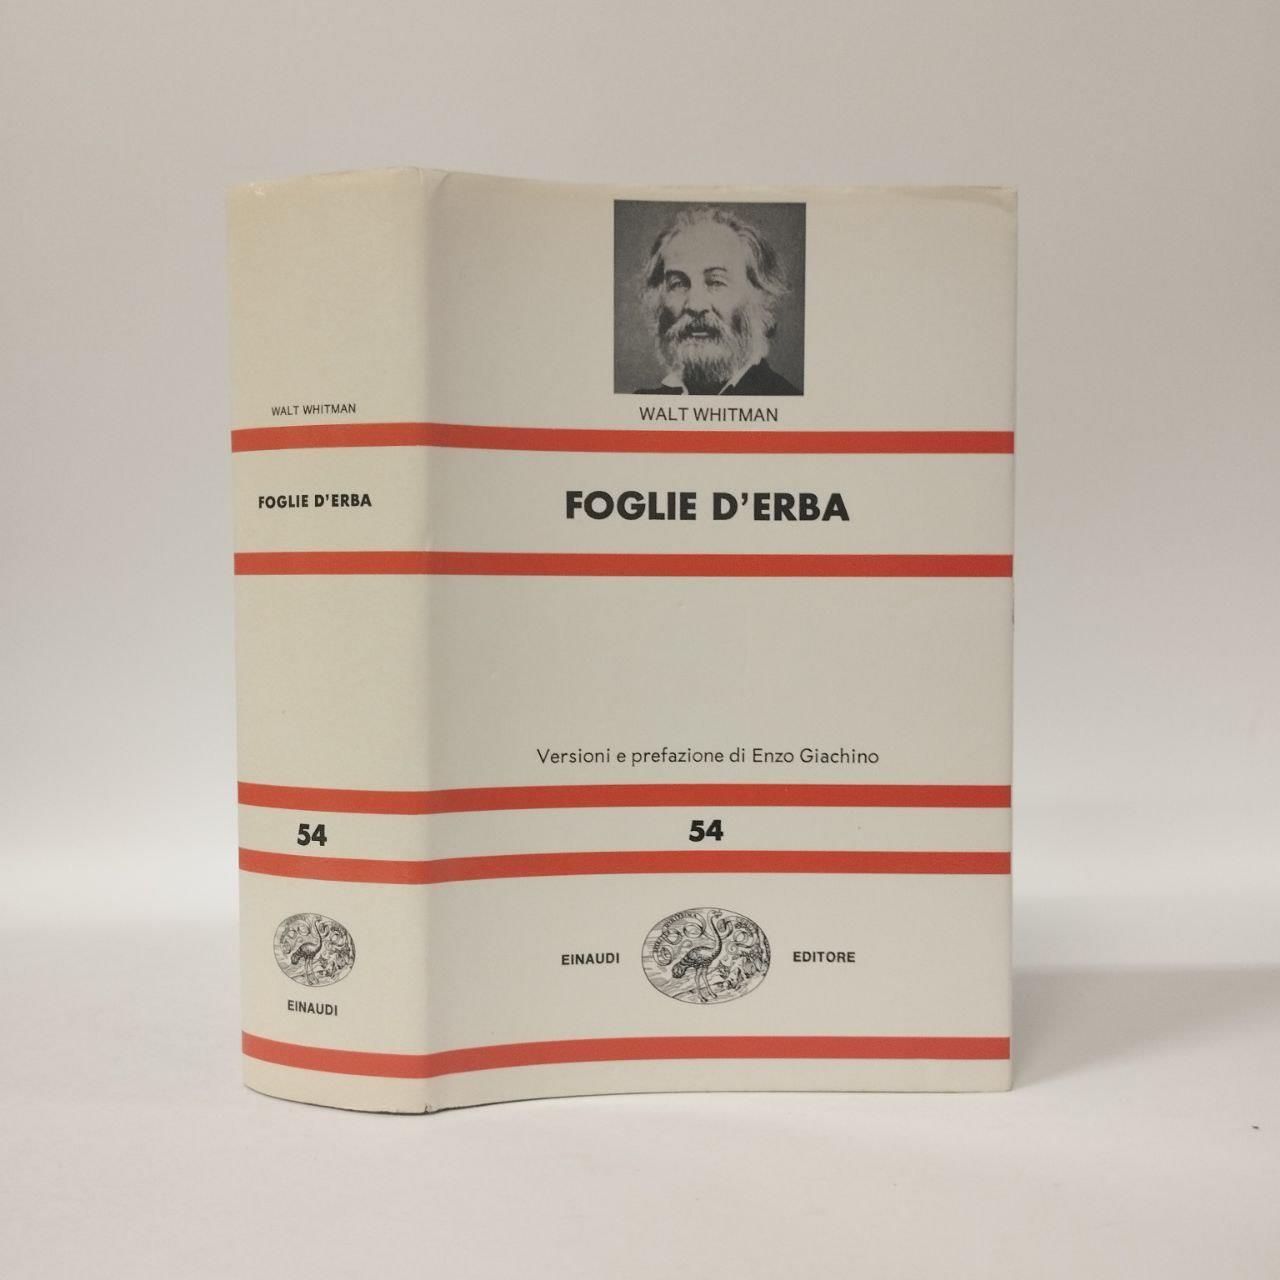 WALT WHITMAN
FOGLIE D'ERBA
54
EINAUDI
WALT WHITMAN
FOGLIE D'ERBA
Versioni e prefazione di Enzo Giachino
54
EINAUDI EDITORE